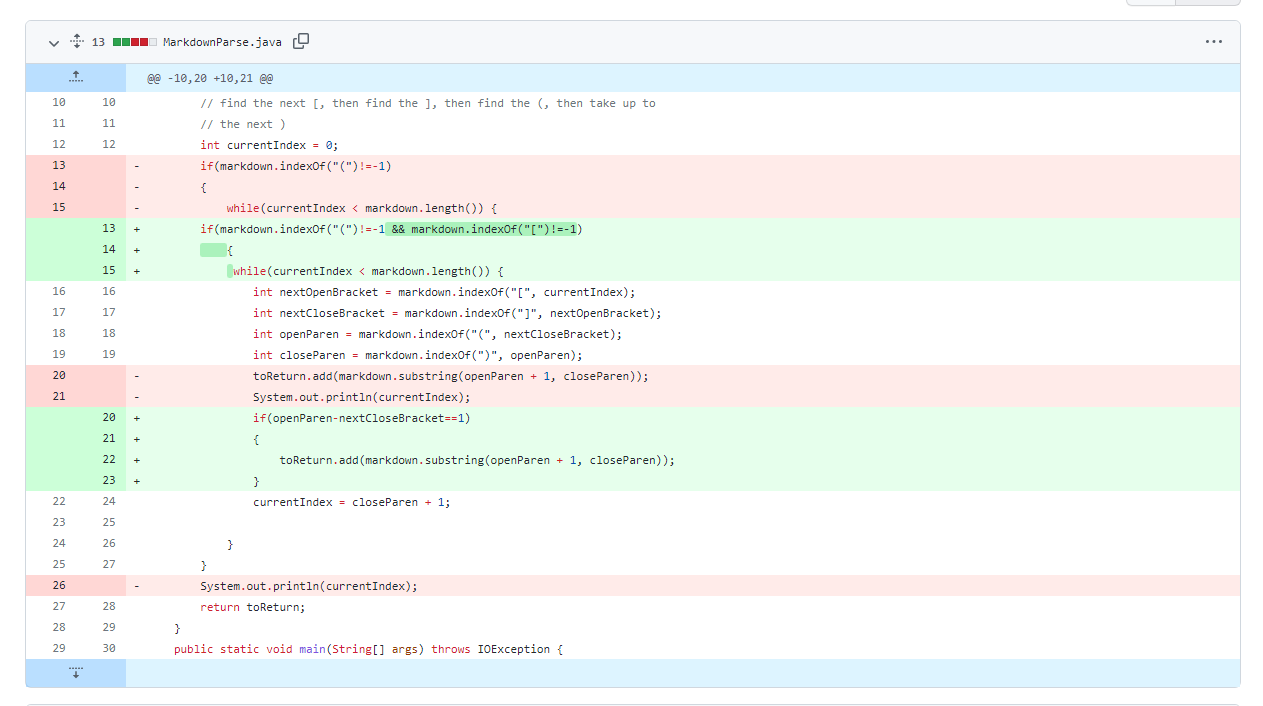 13 MarkdownParse.java
@@ -10,20 +10,21 @@
10 10 // find the next [, then find the ], then find the (, then take up to
11 11 // the next )
12 12 int currentIndex = 0;
13 - if(markdown.indexOf("(")!=-1)
14 - {
15 - while(currentIndex < markdown.length()) {
13 + if(markdown.indexOf("(")!=-1 && markdown.indexOf("[")!=-1)
14 + {
15 + while(currentIndex < markdown.length()) {
16 16 int nextOpenBracket = markdown.indexOf("[", currentIndex);
17 17 int nextCloseBracket = markdown.indexOf("]", nextOpenBracket);
18 18 int openParen = markdown.indexOf("(", nextCloseBracket);
19 19 int closeParen = markdown.indexOf(")", openParen);
20 - toReturn.add(markdown.substring(openParen + 1, closeParen));
21 - System.out.println(currentIndex);
20 + if(openParen-nextCloseBracket==1)
21 + {
22 + toReturn.add(markdown.substring(openParen + 1, closeParen));
23 + }
22 24 currentIndex = closeParen + 1;
23 25
24 26 }
25 27 }
26 - System.out.println(currentIndex);
27 28 return toReturn;
28 29 }
29 30 public static void main(String[] args) throws IOException {